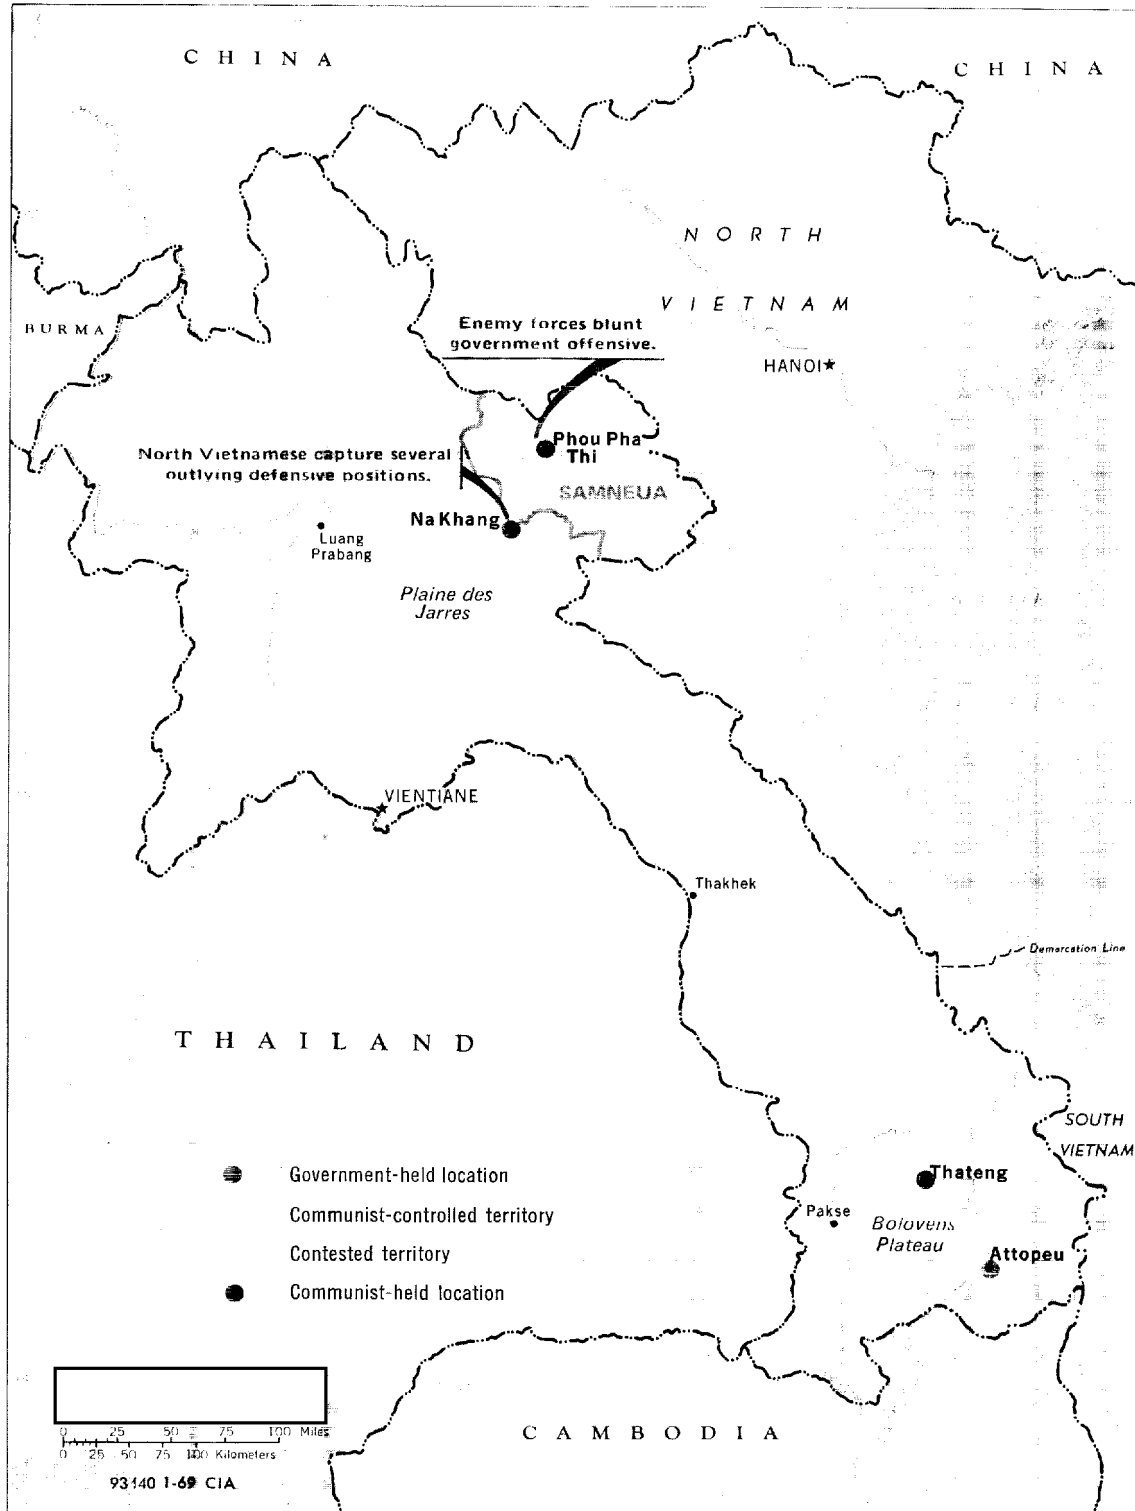 CHINA
CHINA
NORTH
VIETNAM
BURMA
Enemy forces blunt
government offensive.
HANOI
Phou Pha
Thi
North Vietnamese capture several
outlying defensive positions.
SAMNEUA
Na Khang
Luang
Prabang
Plaine des
Jarres
VIENTIANE
Thakhek
Demarcation Line
THAILAND
SOUTH
VIETNAM
Government-held location
Communist-controlled territory
Contested territory
Communist-held location
Thateng
Pakse
Bolovens
Plateau
Attopeu
0 25 50 75 100 Miles
0 25 50 75 100 Kilometers
CAMBODIA
93140 1-69 CIA